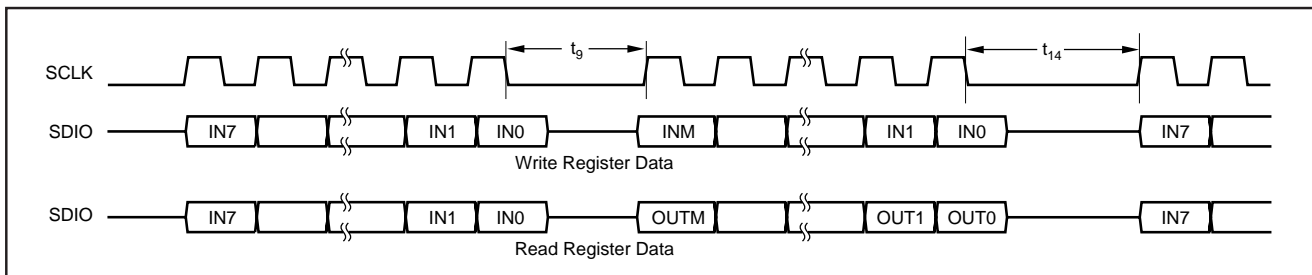 t9 t14
SCLK
SDIO IN7 IN1 IN0 INM IN1 IN0 IN7
Write Register Data
SDIO IN7 IN1 IN0 OUTM OUT1 OUT0 IN7
Read Register Data